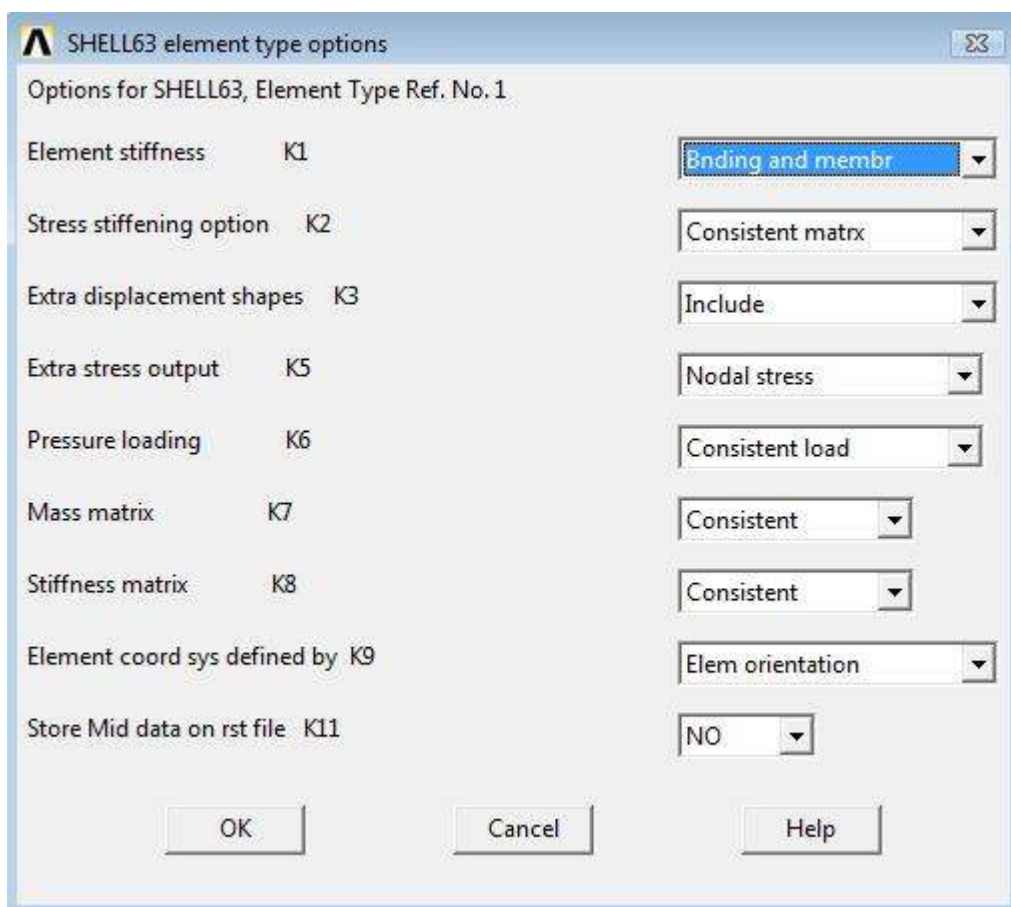 SHELL63 element type options
Options for SHELL63, Element Type Ref. No. 1
Element stiffness K1 Bnding and membr
Stress stiffening option K2 Consistent matrx
Extra displacement shapes K3 Include
Extra stress output K5 Nodal stress
Pressure loading K6 Consistent load
Mass matrix K7 Consistent
Stiffness matrix K8 Consistent
Element coord sys defined by K9 Elem orientation
Store Mid data on rst file K11 NO
OK Cancel Help